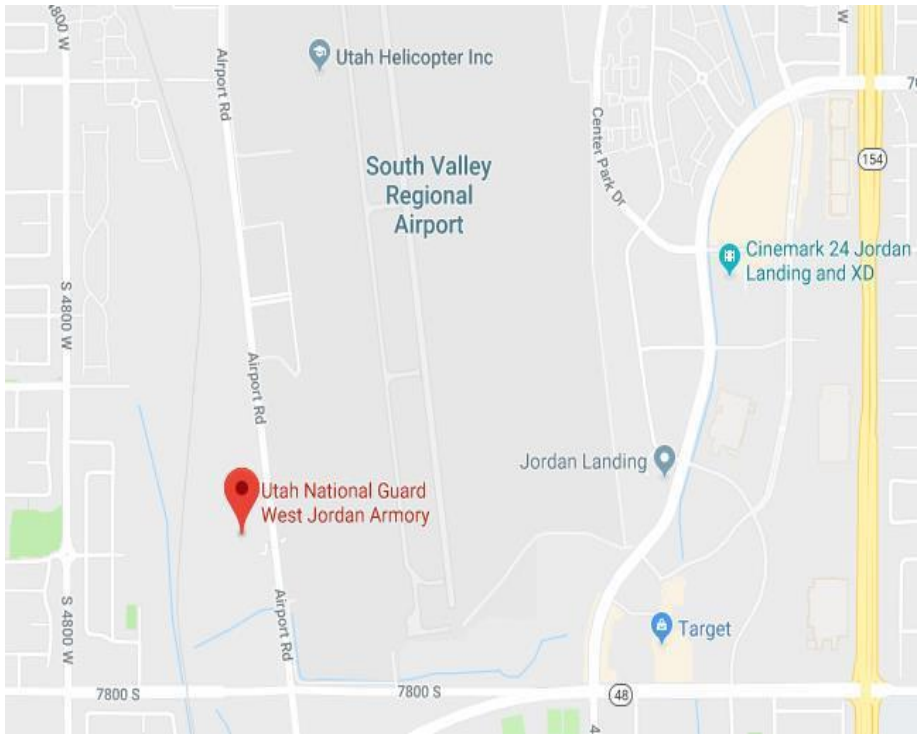 4800 W
Airport Rd
Utah Helicopter Inc
W
South Valley
Regional
Airport
Center Park Dr
154
Cinemark 24 Jordan
Landing and XD
S 4800 W
Airport Rd
Jordan Landing
Utah National Guard
West Jordan Armory
S 4800 W
Airport Rd
Target
7800 S
7800 S
48
4